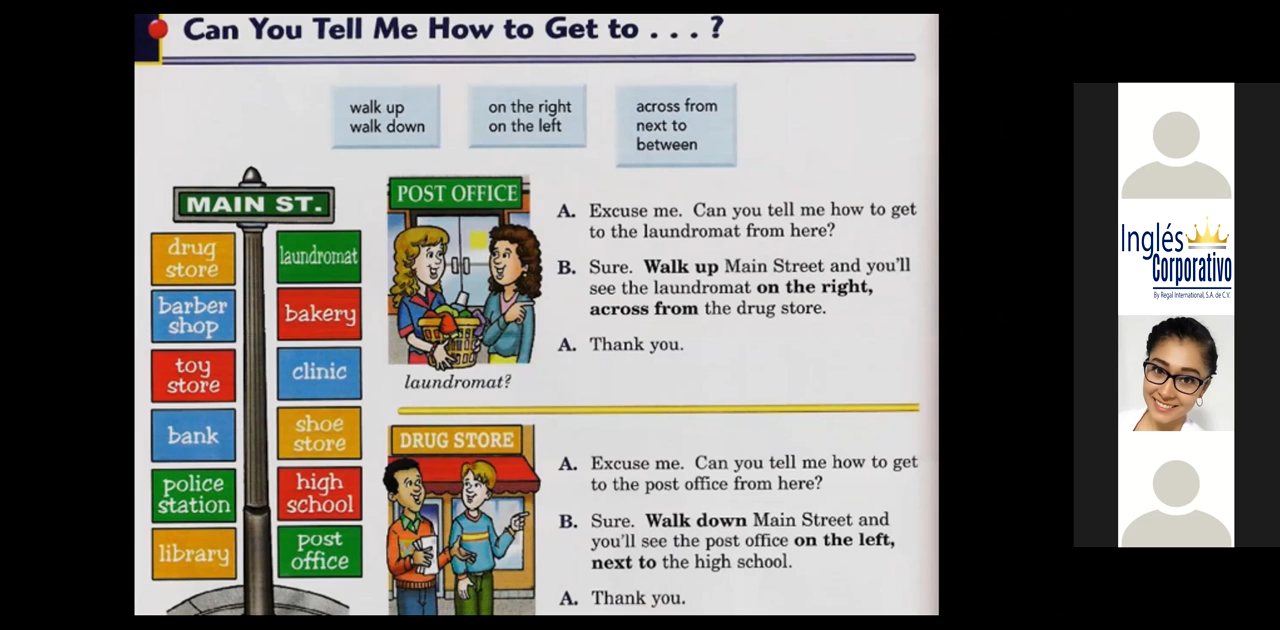 Can You Tell Me How to Get to . . . ?
walk up
walk down
on the right
on the left
across from
next to
between
MAIN ST.
drug
store
laundromat
barber
shop
bakery
toy
store
clinic
bank
shoe
store
police
station
high
school
library
post
office
POST OFFICE
laundromat?
A. Excuse me. Can you tell me how to get
to the laundromat from here?
B. Sure. Walk up Main Street and you'll
see the laundromat on the right,
across from the drug store.
A. Thank you.
DRUG STORE
A. Excuse me. Can you tell me how to get
to the post office from here?
B. Sure. Walk down Main Street and
you'll see the post office on the left,
next to the high school.
A. Thank you.
Inglés
Corporativo
By Regal International, S.A. de C.V.